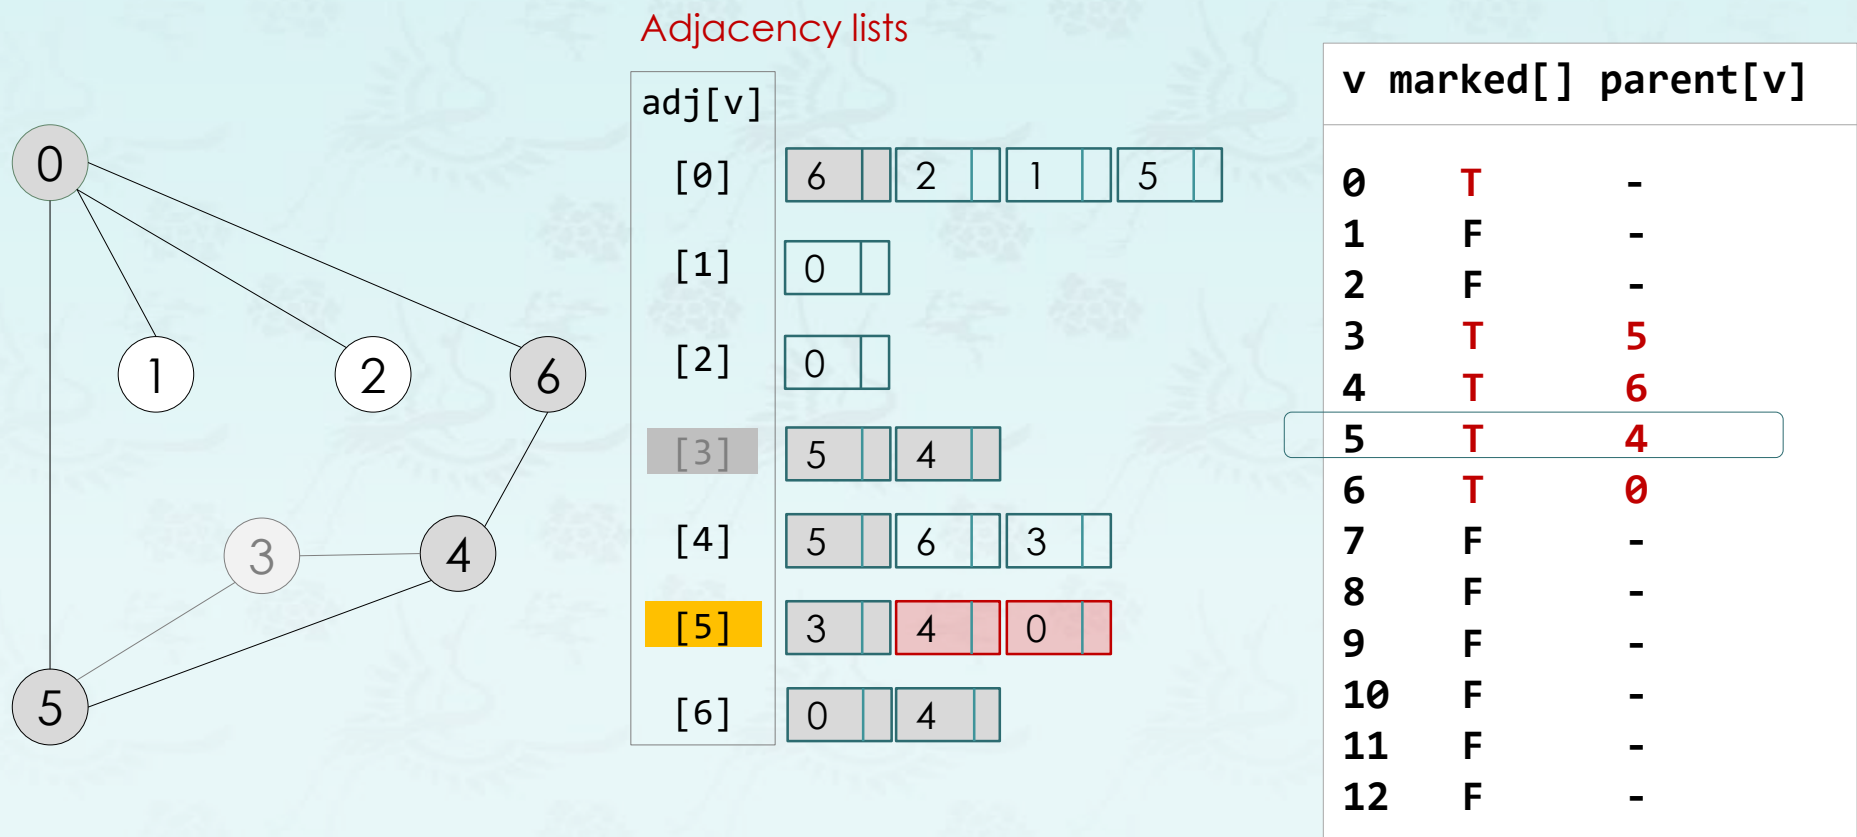 Adjacency lists
adj[v]
[0] 6 2 1 5
[1] 0
[2] 0
[3] 5 4
[4] 5 6 3
[5] 3 4 0
[6] 0 4
0
1
2
6
3
4
5
v marked[] parent[v]
0 T -
1 F -
2 F -
3 T 5
4 T 6
5 T 4
6 T 0
7 F -
8 F -
9 F -
10 F -
11 F -
12 F -